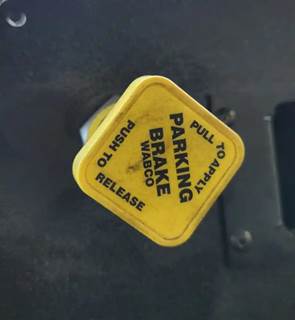 PULL TO APPLY
PARKING
BRAKE
WABCO
PUSH TO
RELEASE